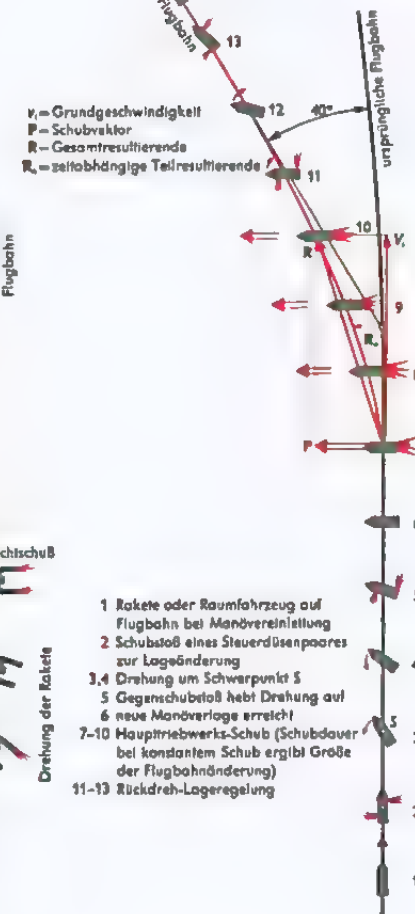 Flugbahn
13
12
40°
ursprüngliche Flugbahn
v₁ = Grundgeschwindigkeit
P = Schubvektor
R = Gesamtresultierende
Rₙ = zeitabhängige Teilresultierende
11
10
V₁
R
9
Rₙ
P
Flugbahn
chtschuß
Drehung der Rakete
1 Rakete oder Raumfahrzeug auf
Flugbahn bei Manövereinleitung
2 Schubstoß eines Steuerdüsenpaares
zur Lageänderung
3,4 Drehung um Schwerpunkt S
5 Gegenschubstoß hebt Drehung auf
6 neue Manöverlage erreicht
7-10 Haupttriebwerks-Schub (Schubdauer
bei konstantem Schub ergibt Größe
der Flugbahnänderung)
11-13 Rückdreh-Lageregelung
S